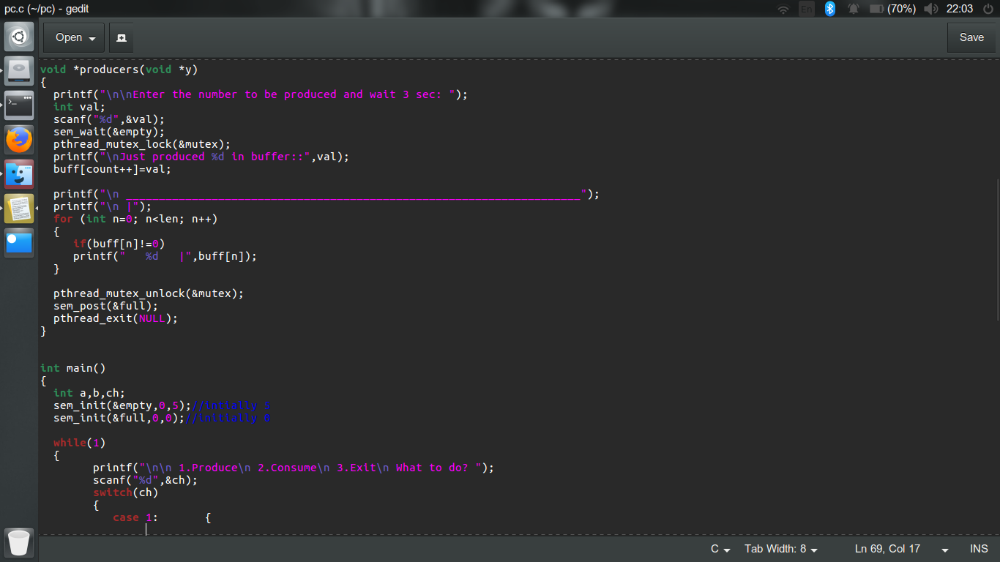 pc.c (~/pc) - gedit
En (70%) 22:03
Open Save
void *producers(void *y)
{
  printf("\n\nEnter the number to be produced and wait 3 sec: ");
  int val;
  scanf("%d",&val);
  sem_wait(&empty);
  pthread_mutex_lock(&mutex);
  printf("\nJust produced %d in buffer::",val);
  buff[count++]=val;

  printf("\n _____________________________________________________________________");
  printf("\n |");
  for (int n=0; n<len; n++)
  {
     if(buff[n]!=0)
     printf("   %d   |",buff[n]);
  }

  pthread_mutex_unlock(&mutex);
  sem_post(&full);
  pthread_exit(NULL);
}


int main()
{
  int a,b,ch;
  sem_init(&empty,0,5);//intially 5
  sem_init(&full,0,0);//initially 0

  while(1)
  {
        printf("\n\n 1.Produce\n 2.Consume\n 3.Exit\n What to do? ");
        scanf("%d",&ch);
        switch(ch)
        {
           case 1:       {
C Tab Width: 8 Ln 69, Col 17 INS